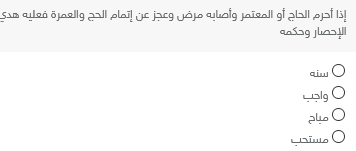 إذا أحرم الحاج أو المعتمر وأصابه مرض وعجز عن إتمام الحج والعمرة فعليه هدي
الإحصار وحكمه
سنه
واجب
مباح
مستحب